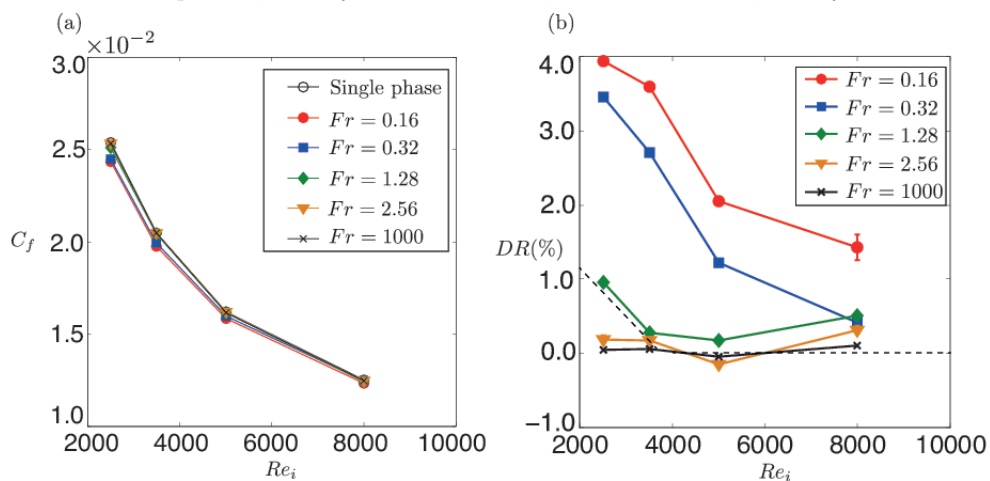 (a)
×10⁻²
3.0
2.5
2.0
1.5
1.0
C_f
2000 4000 6000 8000 10000
Re_i
Single phase
Fr = 0.16
Fr = 0.32
Fr = 1.28
Fr = 2.56
Fr = 1000
(b)
4.0
3.0
2.0
1.0
0.0
−1.0
DR(%)
2000 4000 6000 8000 10000
Re_i
Fr = 0.16
Fr = 0.32
Fr = 1.28
Fr = 2.56
Fr = 1000